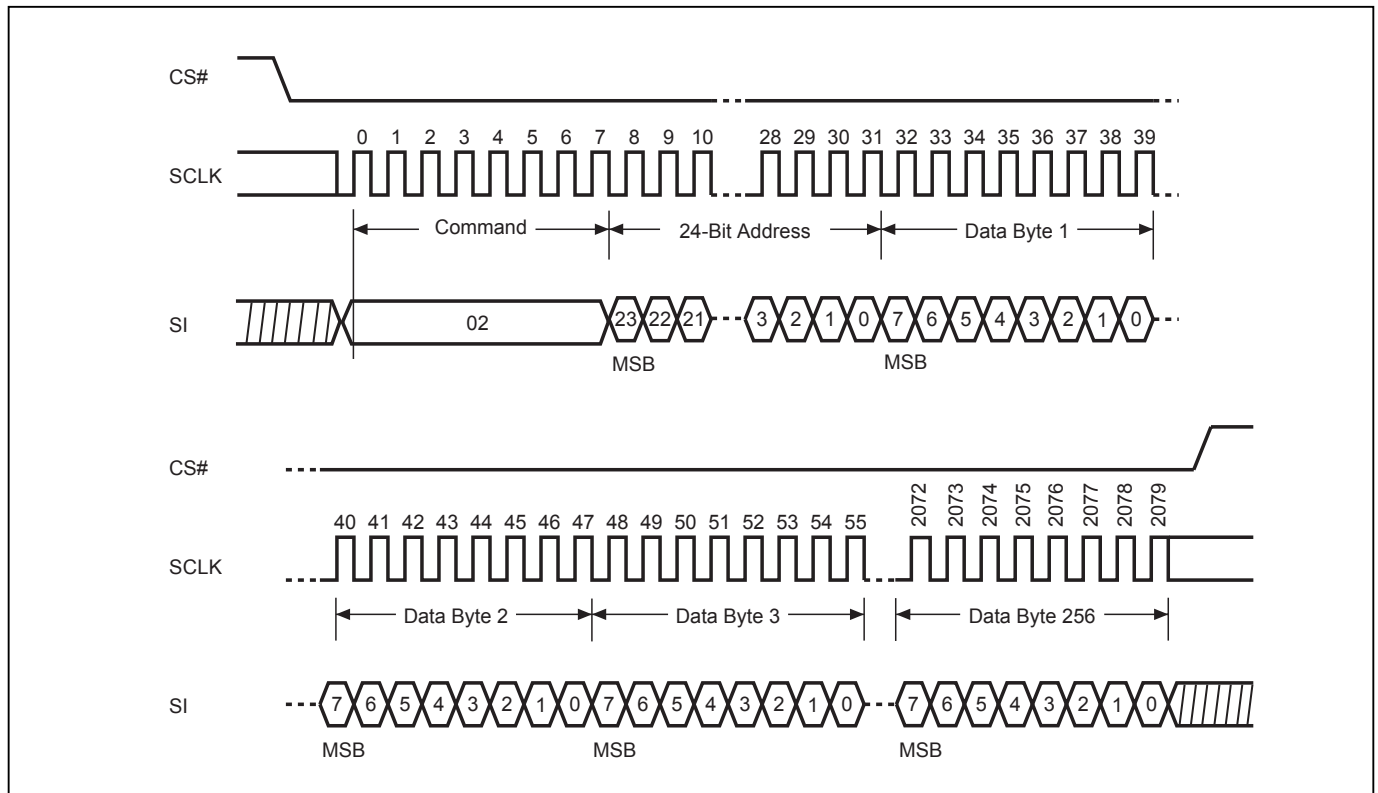 CS#
0 1 2 3 4 5 6 7 8 9 10 28 29 30 31 32 33 34 35 36 37 38 39
SCLK
Command 24-Bit Address Data Byte 1
SI 02 23 22 21 3 2 1 0 7 6 5 4 3 2 1 0
MSB MSB
CS#
2072 2073 2074 2075 2076 2077 2078 2079
40 41 42 43 44 45 46 47 48 49 50 51 52 53 54 55
SCLK
Data Byte 2 Data Byte 3 Data Byte 256
SI 7 6 5 4 3 2 1 0 7 6 5 4 3 2 1 0 7 6 5 4 3 2 1 0
MSB MSB MSB